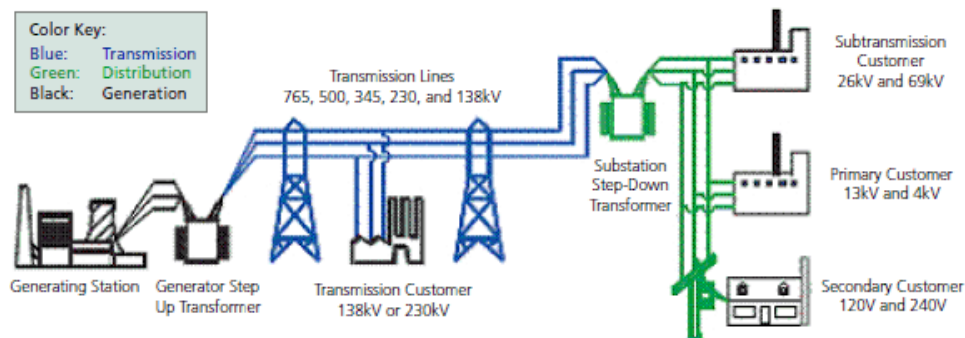 Color Key:
Blue: Transmission
Green: Distribution
Black: Generation
Transmission Lines
765, 500, 345, 230, and 138kV
Subtransmission
Customer
26kV and 69kV
Substation
Step-Down
Transformer
Primary Customer
13kV and 4kV
Generating Station
Generator Step
Up Transformer
Transmission Customer
138kV or 230kV
Secondary Customer
120V and 240V